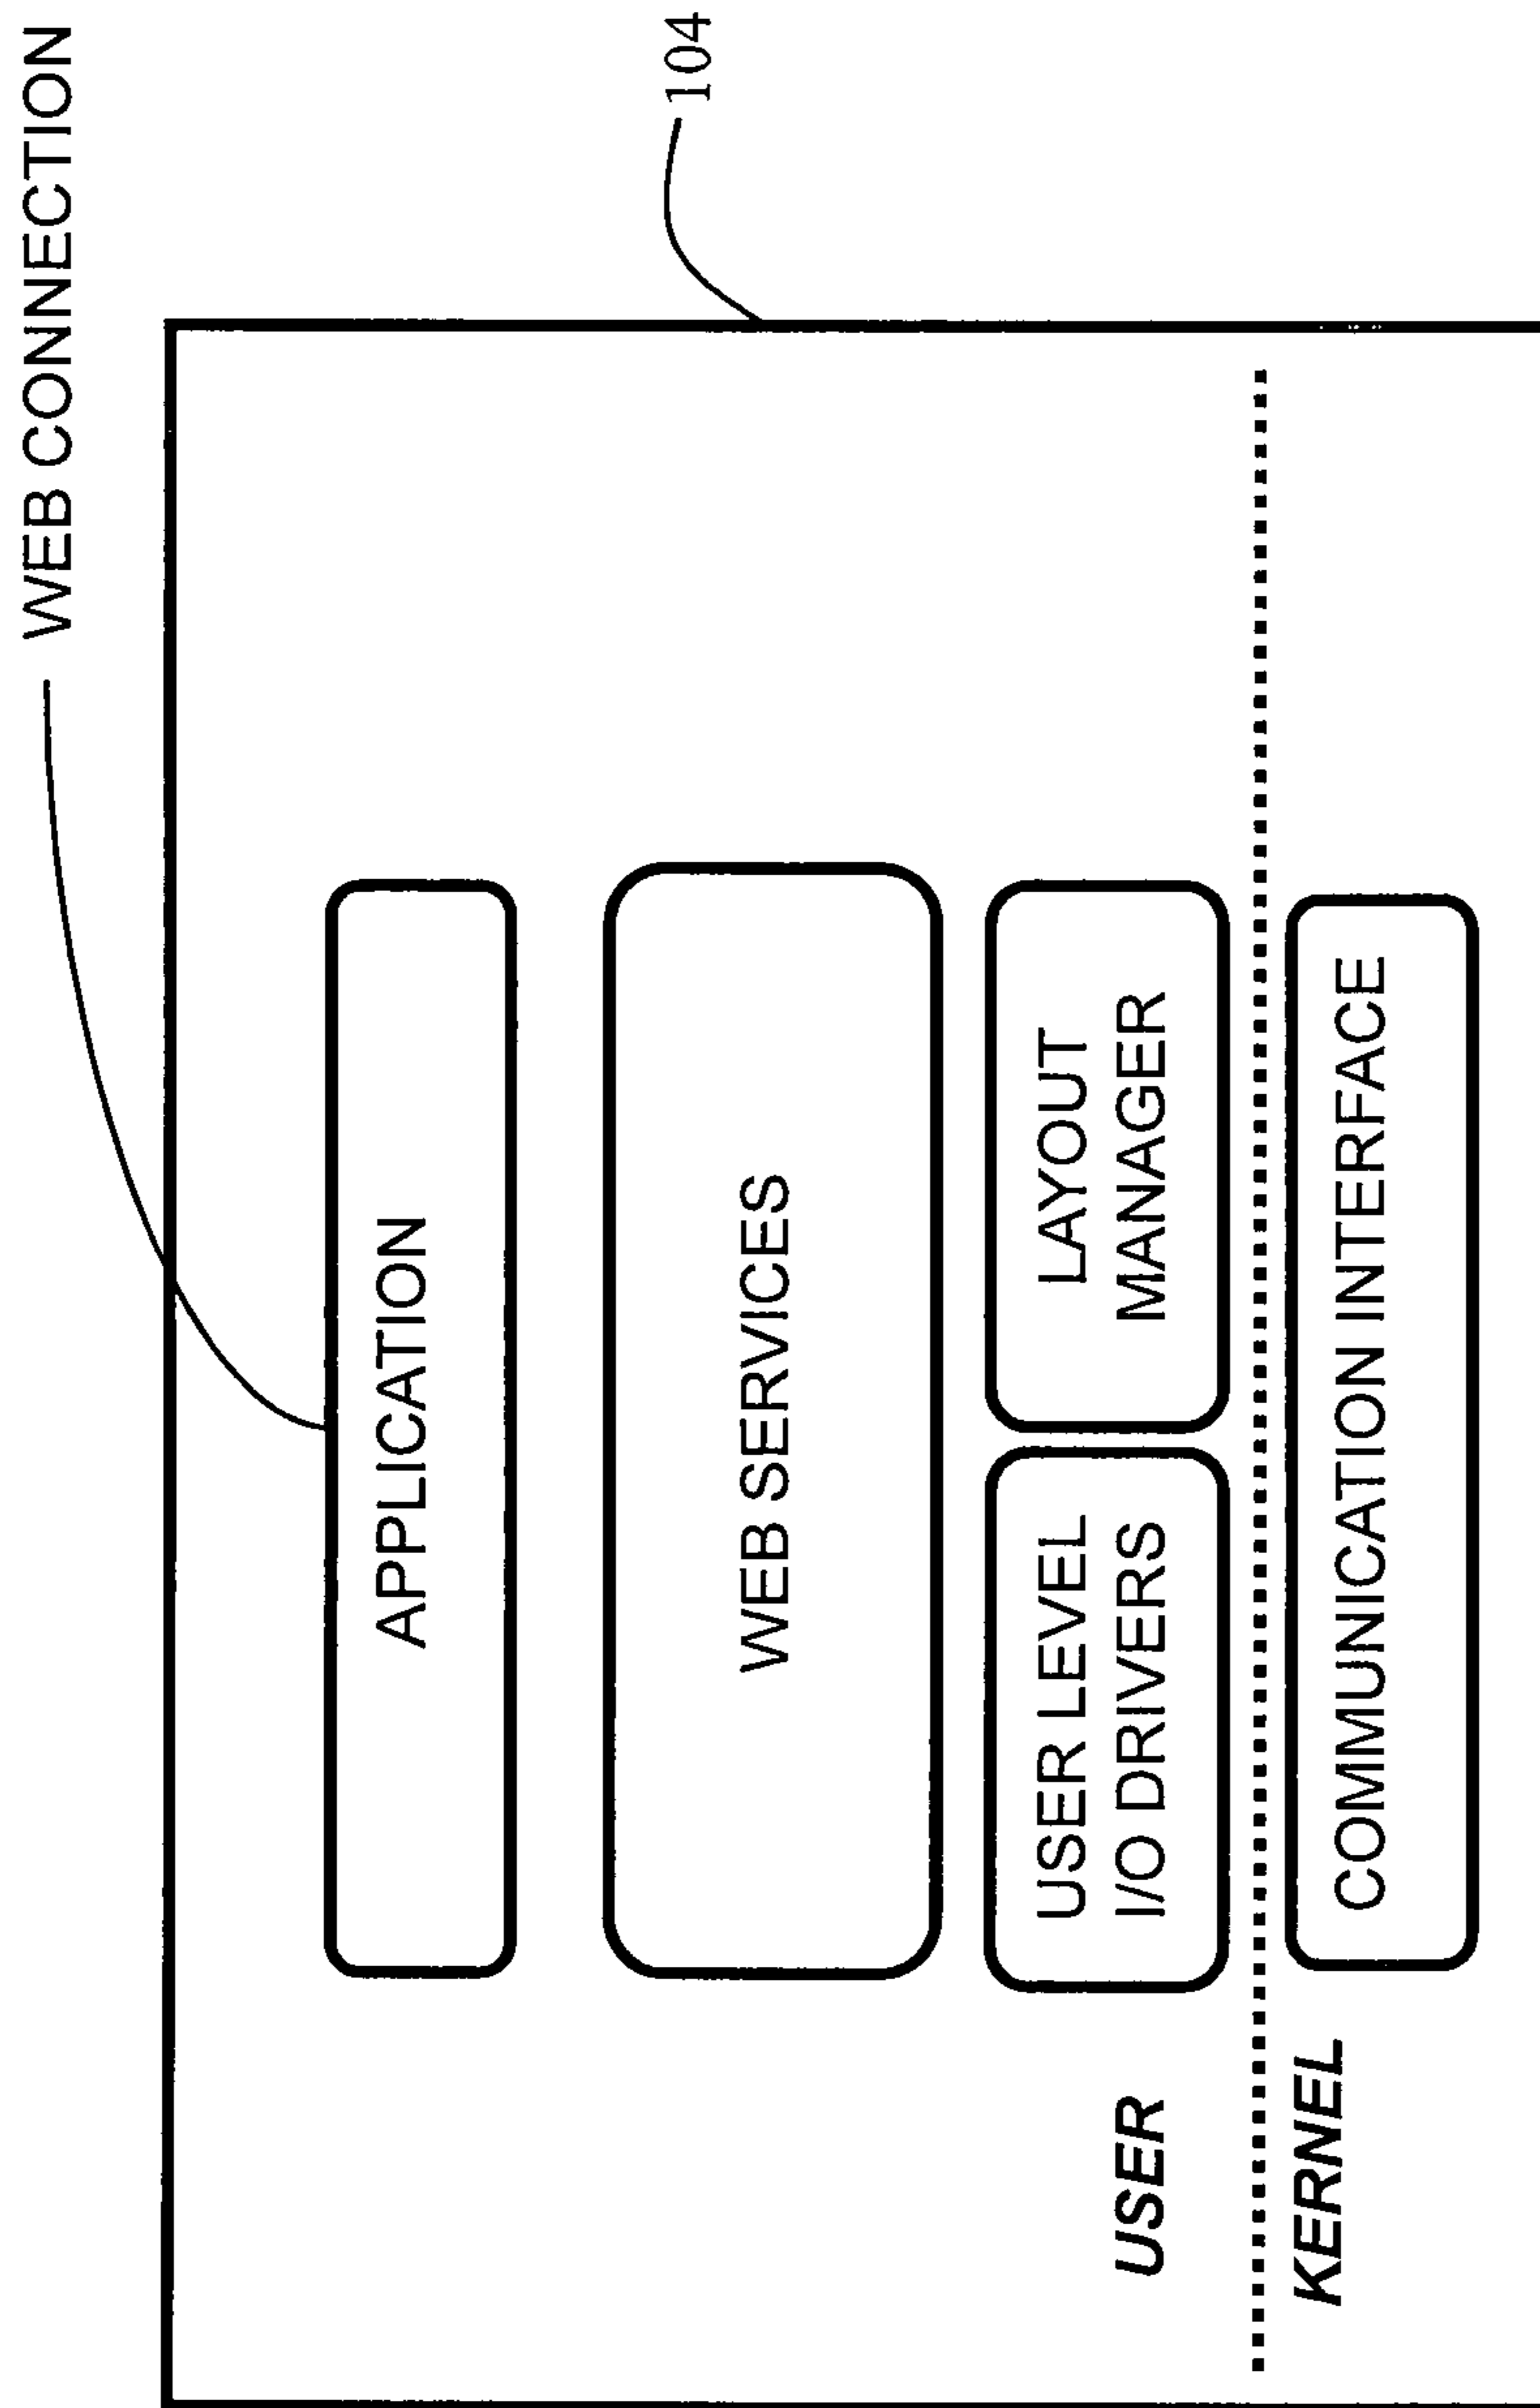 WEB CONNECTION
104
APPLICATION
WEB SERVICES
USER LEVEL
I/O DRIVERS
LAYOUT
MANAGER
USER
KERNEL
COMMUNICATION INTERFACE